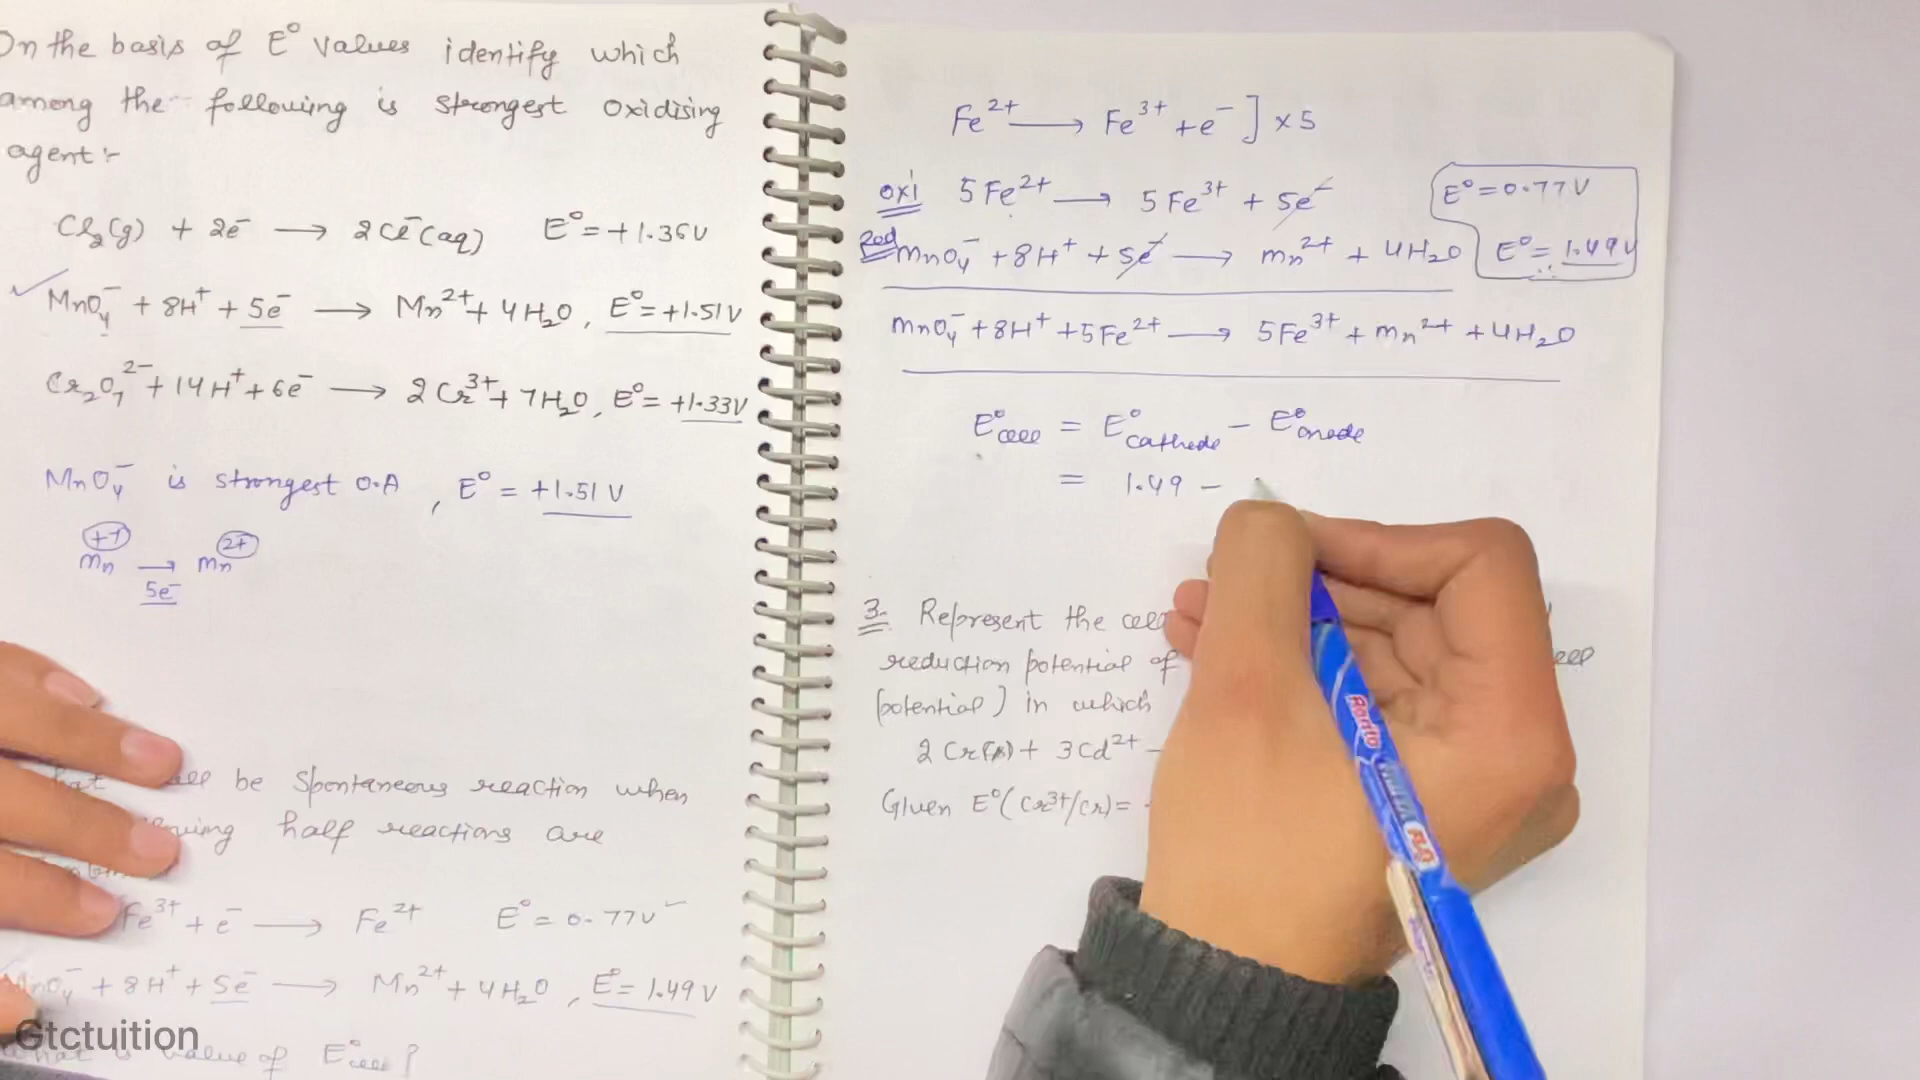 On the basis of E° values identify which
among the following is strongest oxidising
agent:-
Cl₂(g) + 2e⁻ → 2Cl⁻(aq) E° = +1.36V
MnO₄⁻ + 8H⁺ + 5e⁻ → Mn²⁺ + 4H₂O, E° = +1.51V
Cr₂O₇²⁻ + 14H⁺ + 6e⁻ → 2Cr³⁺ + 7H₂O, E° = +1.33V
MnO₄⁻ is strongest O.A, E° = +1.51 V
+7 2+
Mn → Mn
5e⁻
be spontaneous reaction when
half reactions are
Fe³⁺ + e⁻ → Fe²⁺ E° = 0.77V
MnO₄⁻ + 8H⁺ + 5e⁻ → Mn²⁺ + 4H₂O, E° = 1.49V
value of E°cell?
Gtctuition
Fe²⁺ → Fe³⁺ + e⁻ ] × 5
oxi 5Fe²⁺ → 5Fe³⁺ + 5e⁻ E° = 0.77V
Red MnO₄⁻ + 8H⁺ + 5e⁻ → mn²⁺ + 4H₂O E° = 1.49V
mnO₄⁻ + 8H⁺ + 5Fe²⁺ → 5Fe³⁺ + mn²⁺ + 4H₂O
E°cell = E°cathode - E°anode
= 1.49 -
3. Represent the cell
reduction potential of
potential) in which
2Cr(s) + 3Cd²⁺ -
Given E°(Cr³⁺/Cr) =
Rorito